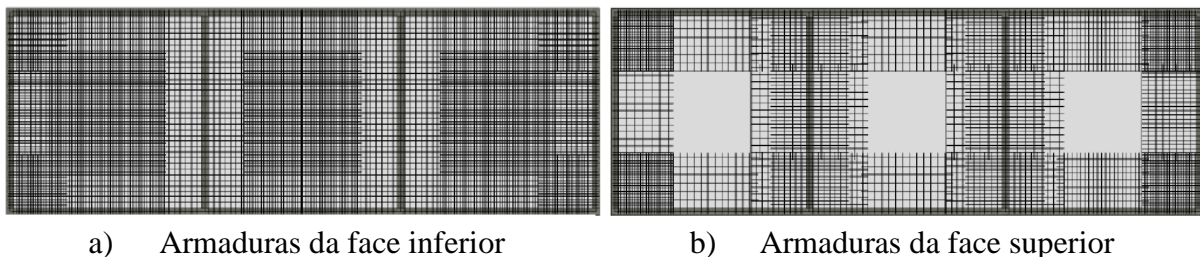 a) Armaduras da face inferior
b) Armaduras da face superior